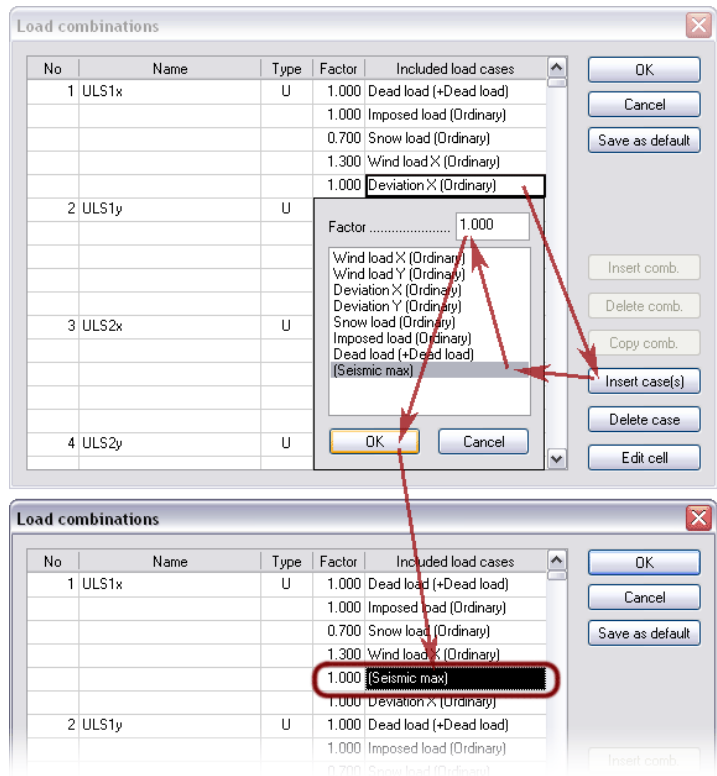 Load combinations
No Name Type Factor Included load cases
OK
1 ULS1x U 1.000 Dead load (+Dead load)
Cancel
1.000 Imposed load (Ordinary)
0.700 Snow load (Ordinary)
Save as default
1.300 Wind load X (Ordinary)
1.000 Deviation X (Ordinary)
2 ULS1y U
Factor ...................... 1.000
Wind load X (Ordinary)
Wind load Y (Ordinary)
Insert comb.
Deviation X (Ordinary)
Deviation Y (Ordinary)
Delete comb.
3 ULS2x U
Snow load (Ordinary)
Imposed load (Ordinary)
Copy comb.
Dead load (+Dead load)
(Seismic max)
Insert case(s)
Delete case
4 ULS2y U
OK Cancel
Edit cell
Load combinations
No Name Type Factor Included load cases
OK
1 ULS1x U 1.000 Dead load (+Dead load)
Cancel
1.000 Imposed load (Ordinary)
0.700 Snow load (Ordinary)
Save as default
1.300 Wind load X (Ordinary)
1.000 (Seismic max)
1.000 Deviation X (Ordinary)
2 ULS1y U 1.000 Dead load (+Dead load)
1.000 Imposed load (Ordinary)
Insert comb.
0.700 Snow load (Ordinary)